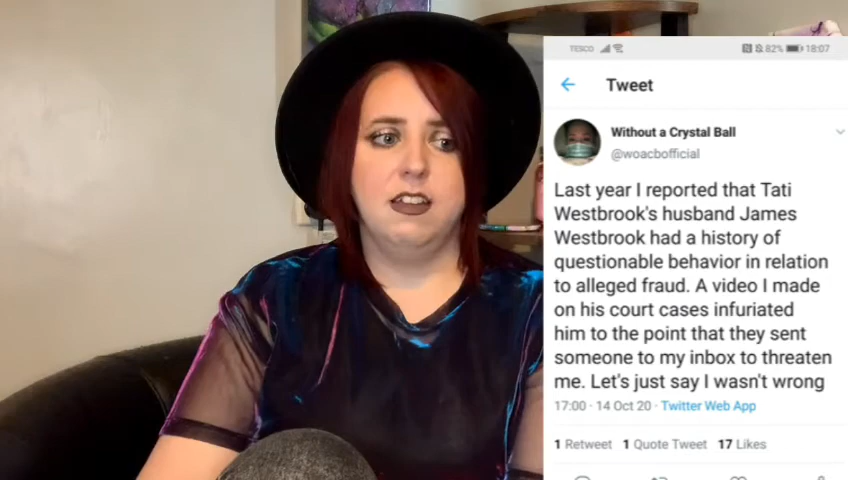 TESCO 82% 18:07
Tweet
Without a Crystal Ball
@woacbofficial
Last year I reported that Tati
Westbrook's husband James
Westbrook had a history of
questionable behavior in relation
to alleged fraud. A video I made
on his court cases infuriated
him to the point that they sent
someone to my inbox to threaten
me. Let's just say I wasn't wrong
17:00 · 14 Oct 20 · Twitter Web App
1 Retweet 1 Quote Tweet 17 Likes